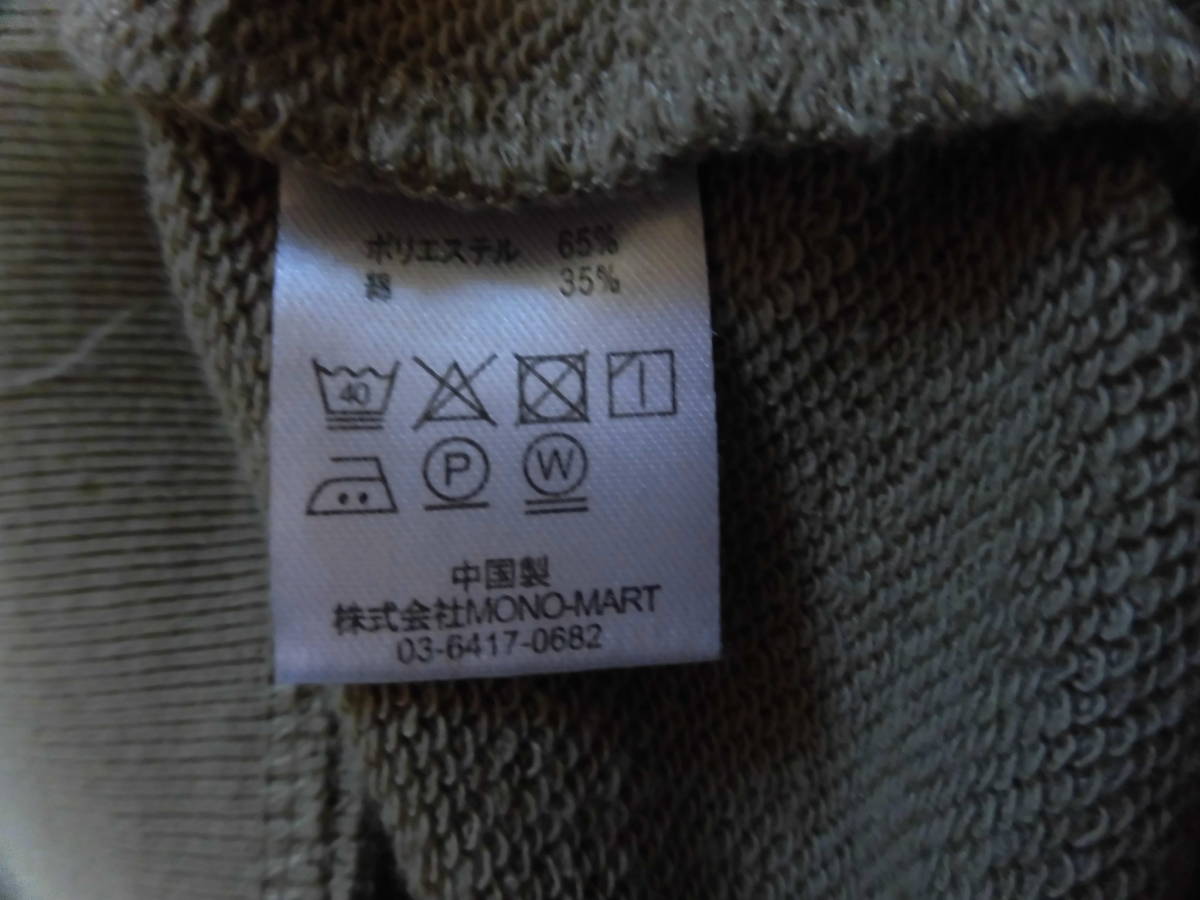 ポリエステル 65%
綿 35%
40
P W
中国製
株式会社MONO-MART
03-6417-0682